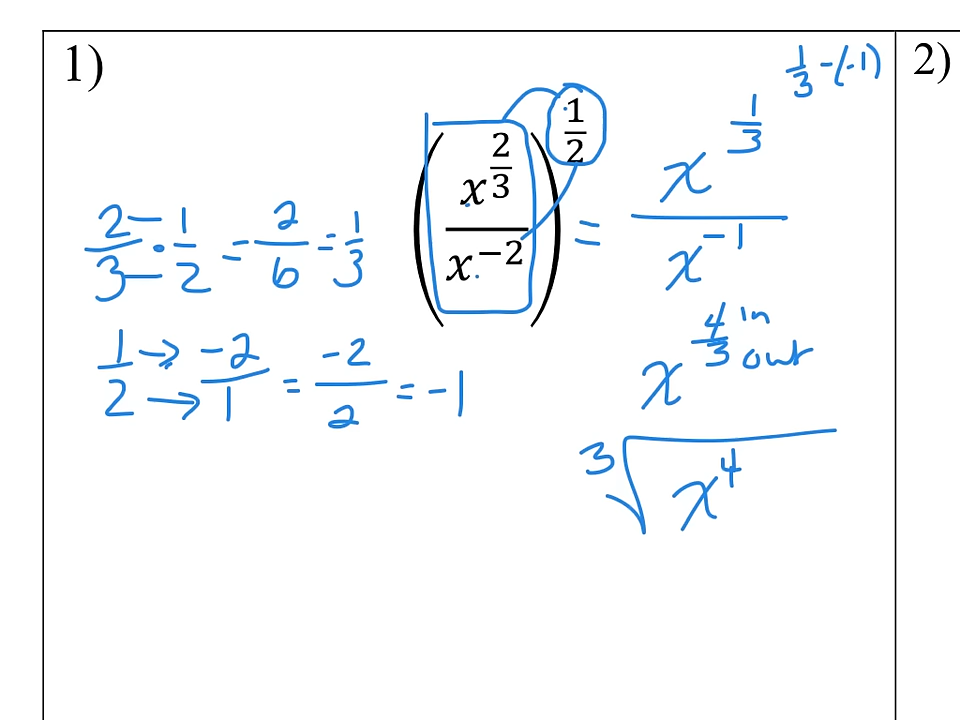 1)
(x^(2/3) / x^(-2))^(1/2) = x^(1/3) / x^(-1)
1/3 - (-1)
2/3 · 1/2 = 2/6 = 1/3
1/2 → -2/1 = -2/2 = -1
x^(4/3) in out
∛(x^4)
2)